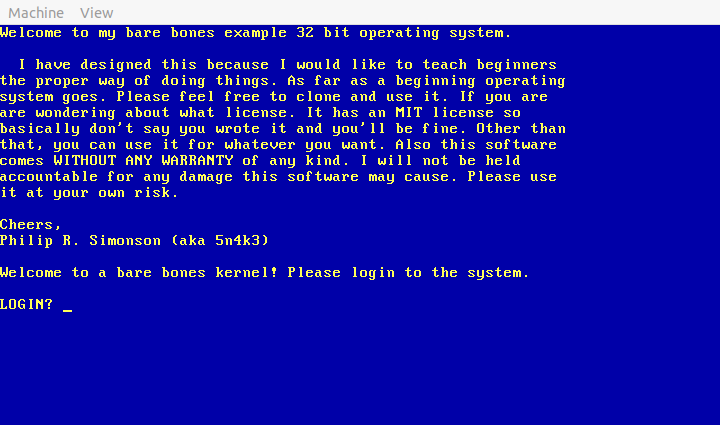 Machine View
Welcome to my bare bones example 32 bit operating system.
I have designed this because I would like to teach beginners
the proper way of doing things. As far as a beginning operating
system goes. Please feel free to clone and use it. If you are
are wondering about what license. It has an MIT license so
basically don't say you wrote it and you'll be fine. Other than
that, you can use it for whatever you want. Also this software
comes WITHOUT ANY WARRANTY of any kind. I will not be held
accountable for any damage this software may cause. Please use
it at your own risk.
Cheers,
Philip R. Simonson (aka 5n4k3)
Welcome to a bare bones kernel! Please login to the system.
LOGIN? _